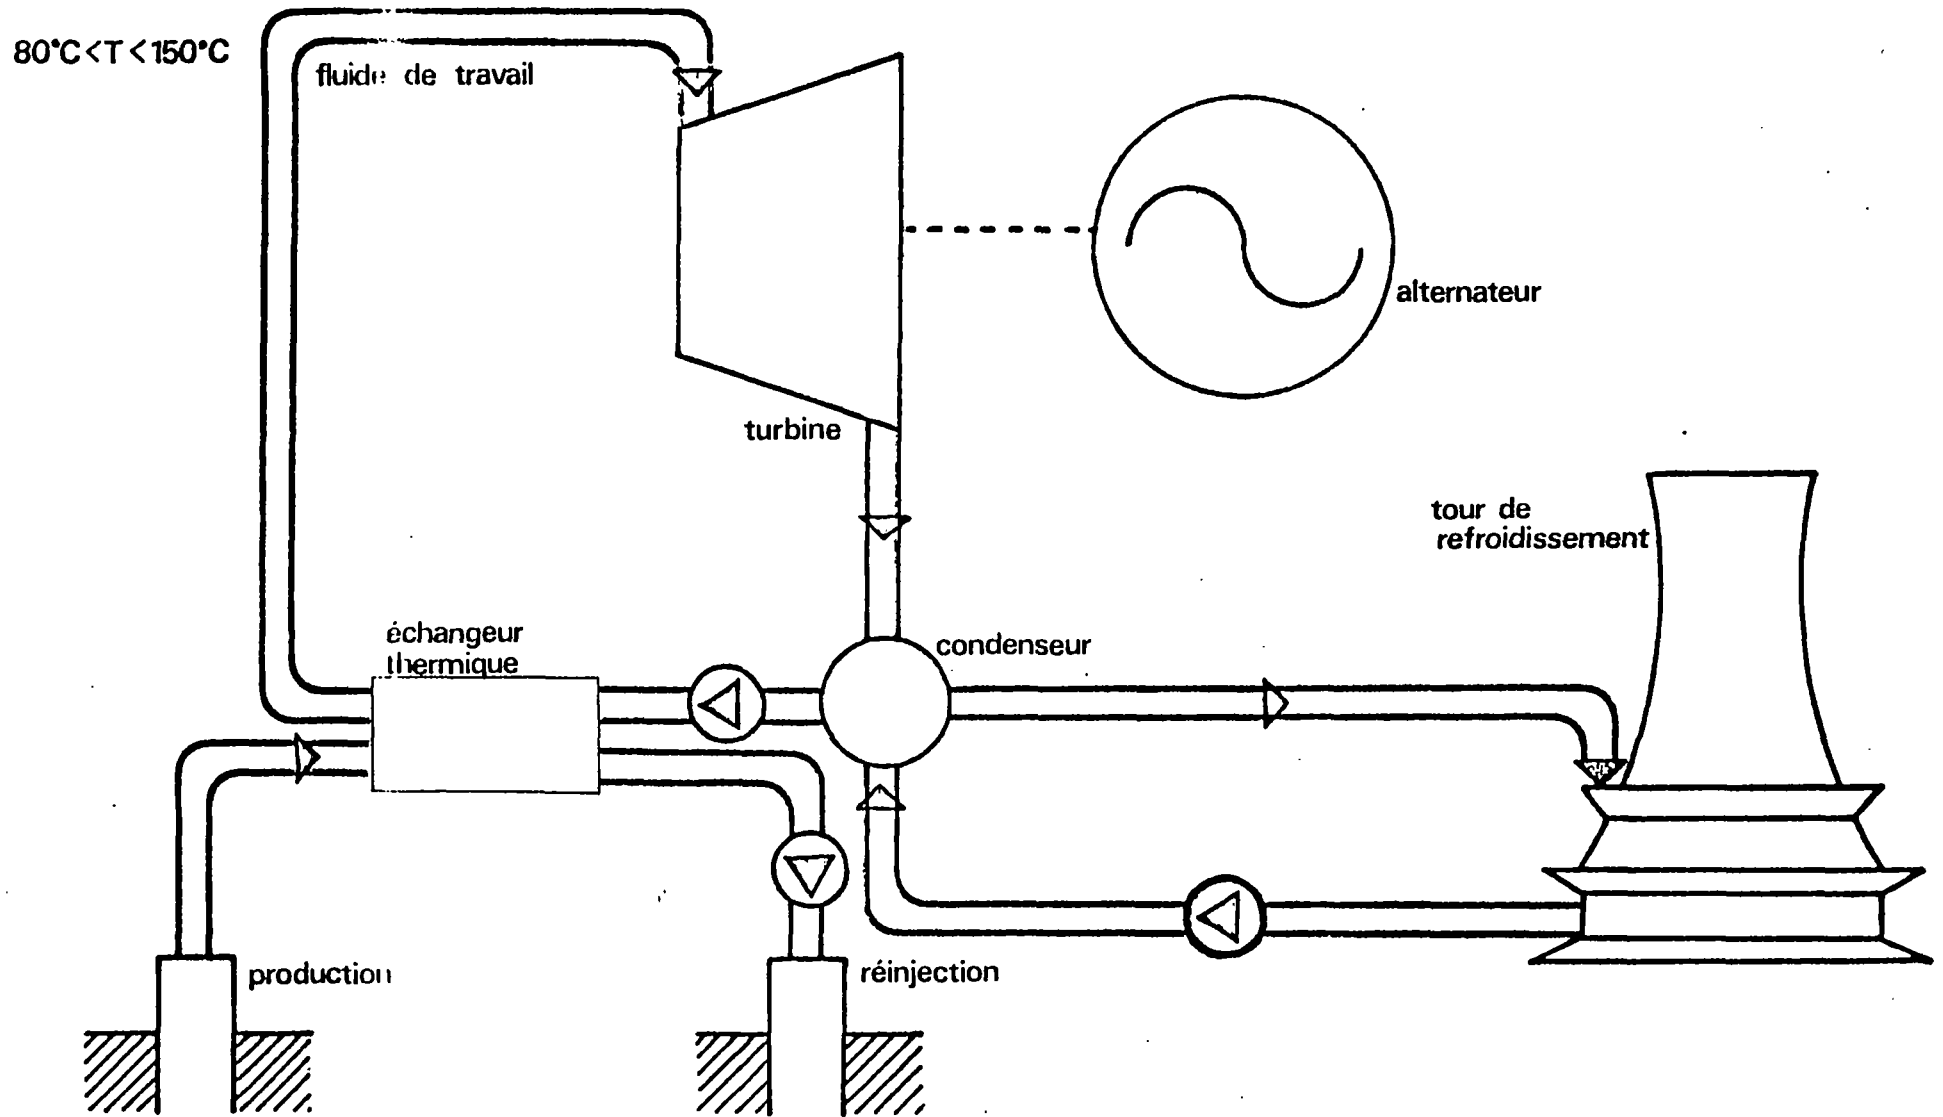 80°C<T<150°C
fluide de travail
turbine
alternateur
tour de
refroidissement
échangeur
thermique
condenseur
production
réinjection